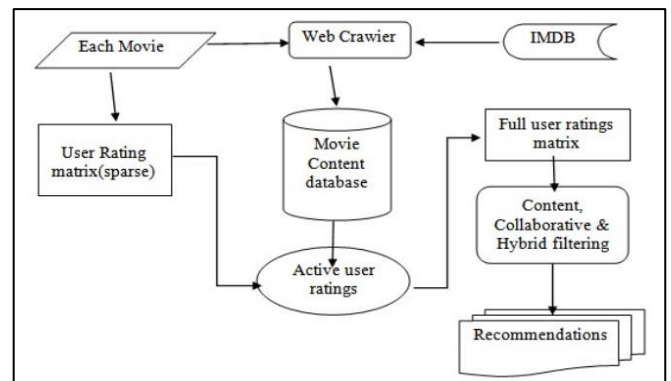 Each Movie
Web Crawier
IMDB
User Rating
matrix(sparse)
Movie
Content
database
Full user ratings
matrix
Content,
Collaborative &
Hybrid filtering
Active user
ratings
Recommendations